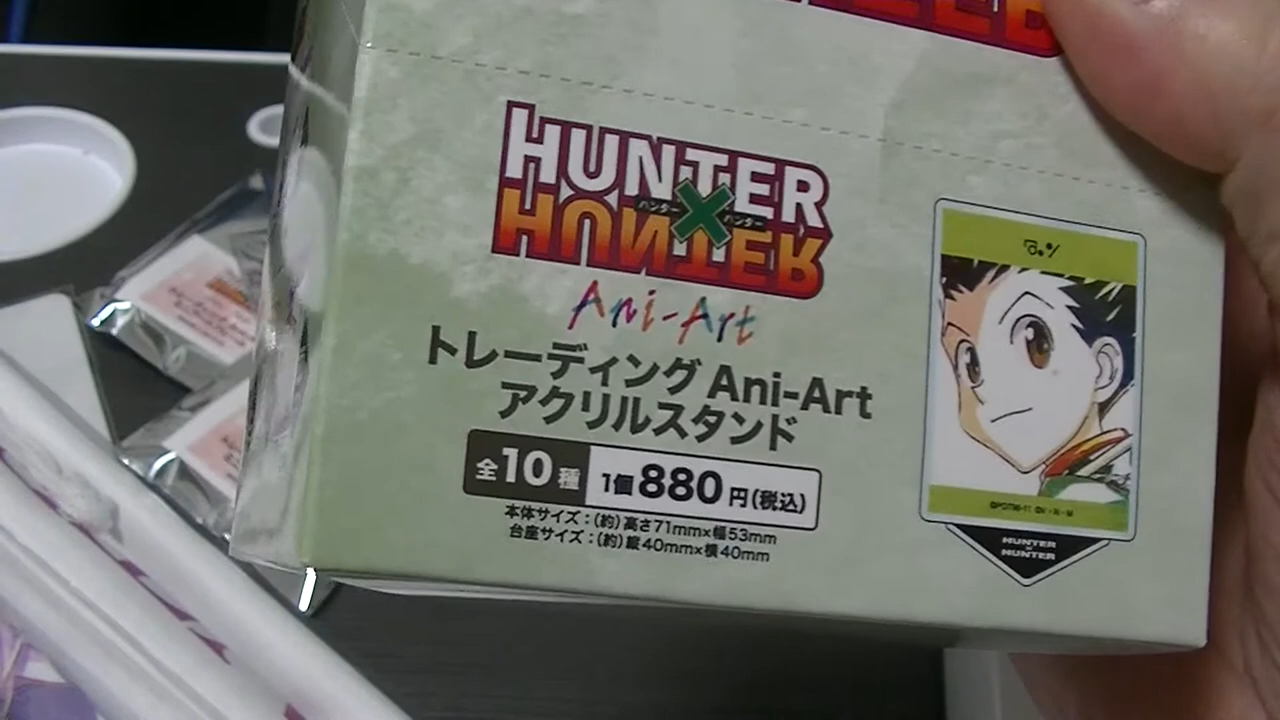 HUNTER
ハンター×ハンター
HUNTER
Ani-Art
トレーディング Ani-Art
アクリルスタンド
全10種 1個880円(税込)
本体サイズ：(約)高さ71mm×幅53mm
台座サイズ：(約)縦40mm×横40mm
HUNTER
×
HUNTER